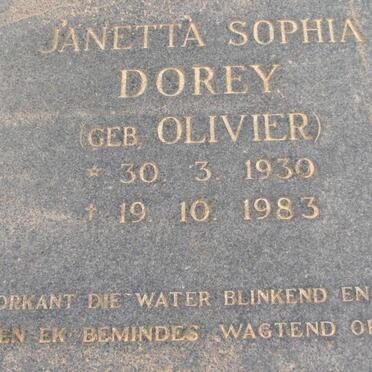 JANETTA SOPHIA
DOREY
(GEB. OLIVIER)
* 30. 3. 1930
† 19. 10. 1983
ORKANT DIE WATER BLINKEND EN
EN EK BEMINDES WAGTEND OP